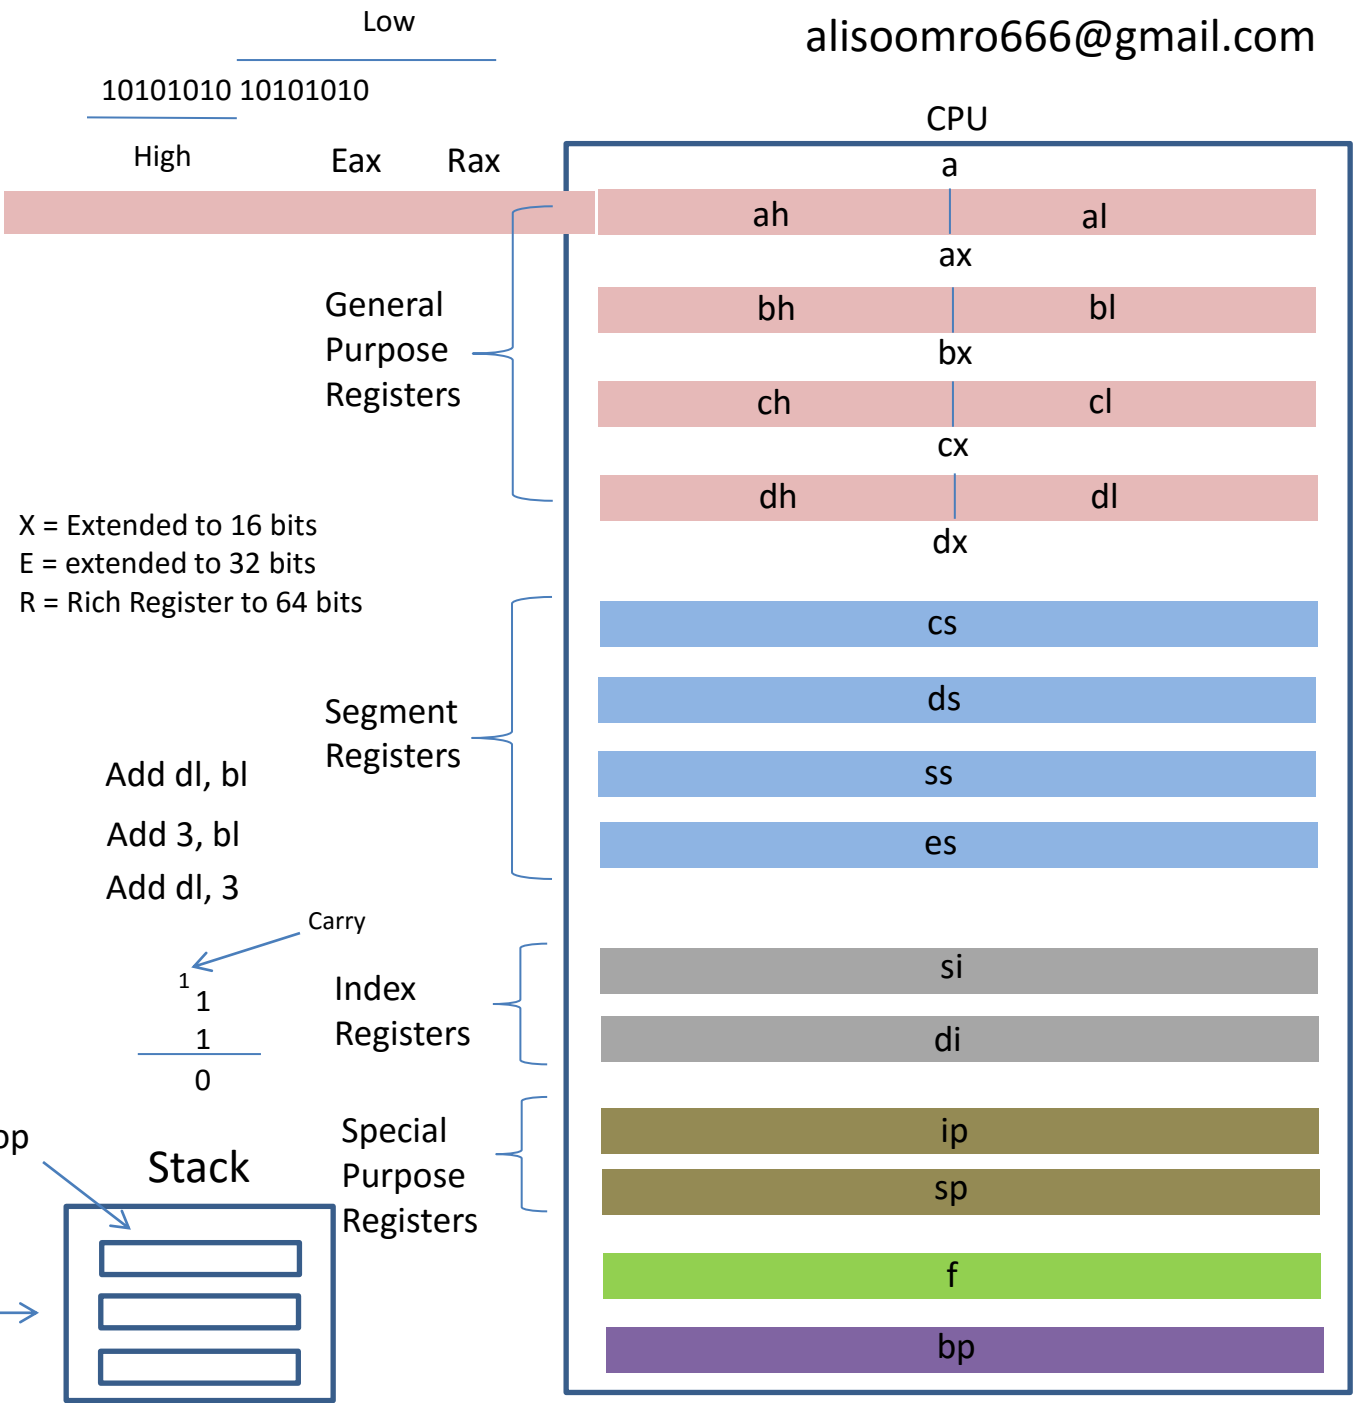 Low
alisoomro666@gmail.com
10101010 10101010
CPU
High
Eax
Rax
a
ah
al
ax
General
Purpose
Registers
bh
bl
bx
ch
cl
cx
dh
dl
dx
X = Extended to 16 bits
E = extended to 32 bits
R = Rich Register to 64 bits
cs
Segment
Registers
ds
ss
es
Add dl, bl
Add 3, bl
Add dl, 3
Carry
1
1
1
0
Index
Registers
si
di
Special
Purpose
Registers
ip
sp
Stack
f
bp